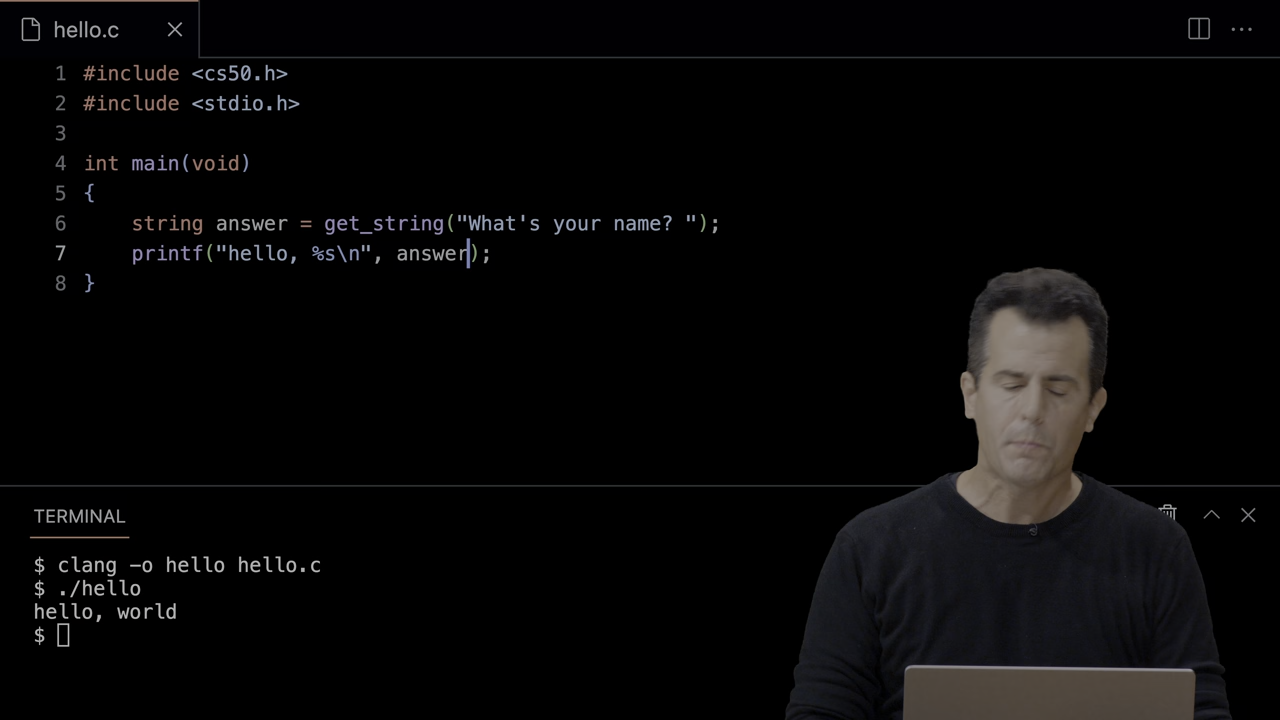 hello.c
1 #include <cs50.h>
2 #include <stdio.h>
3
4 int main(void)
5 {
6     string answer = get_string("What's your name? ");
7     printf("hello, %s\n", answer);
8 }
TERMINAL
$ clang -o hello hello.c
$ ./hello
hello, world
$